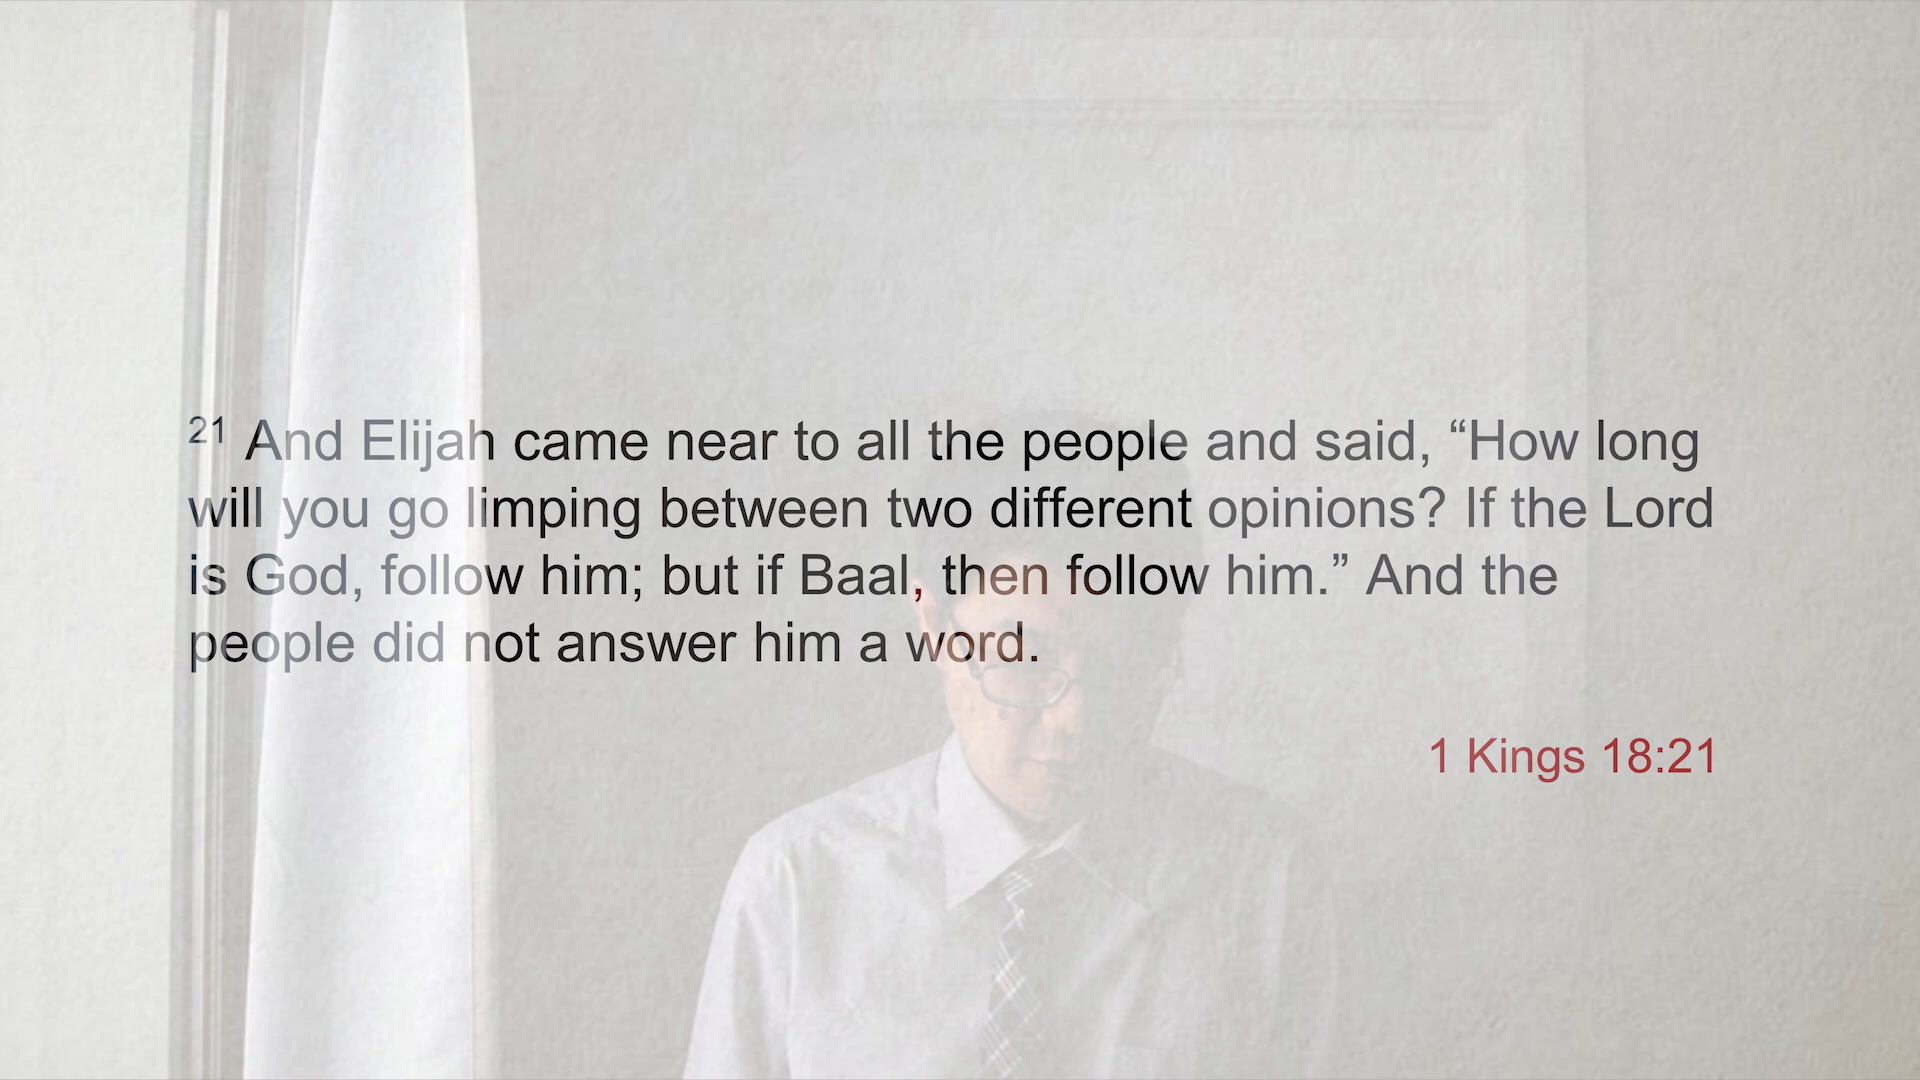 21 And Elijah came near to all the people and said, “How long
will you go limping between two different opinions? If the Lord
is God, follow him; but if Baal, then follow him.” And the
people did not answer him a word.
1 Kings 18:21